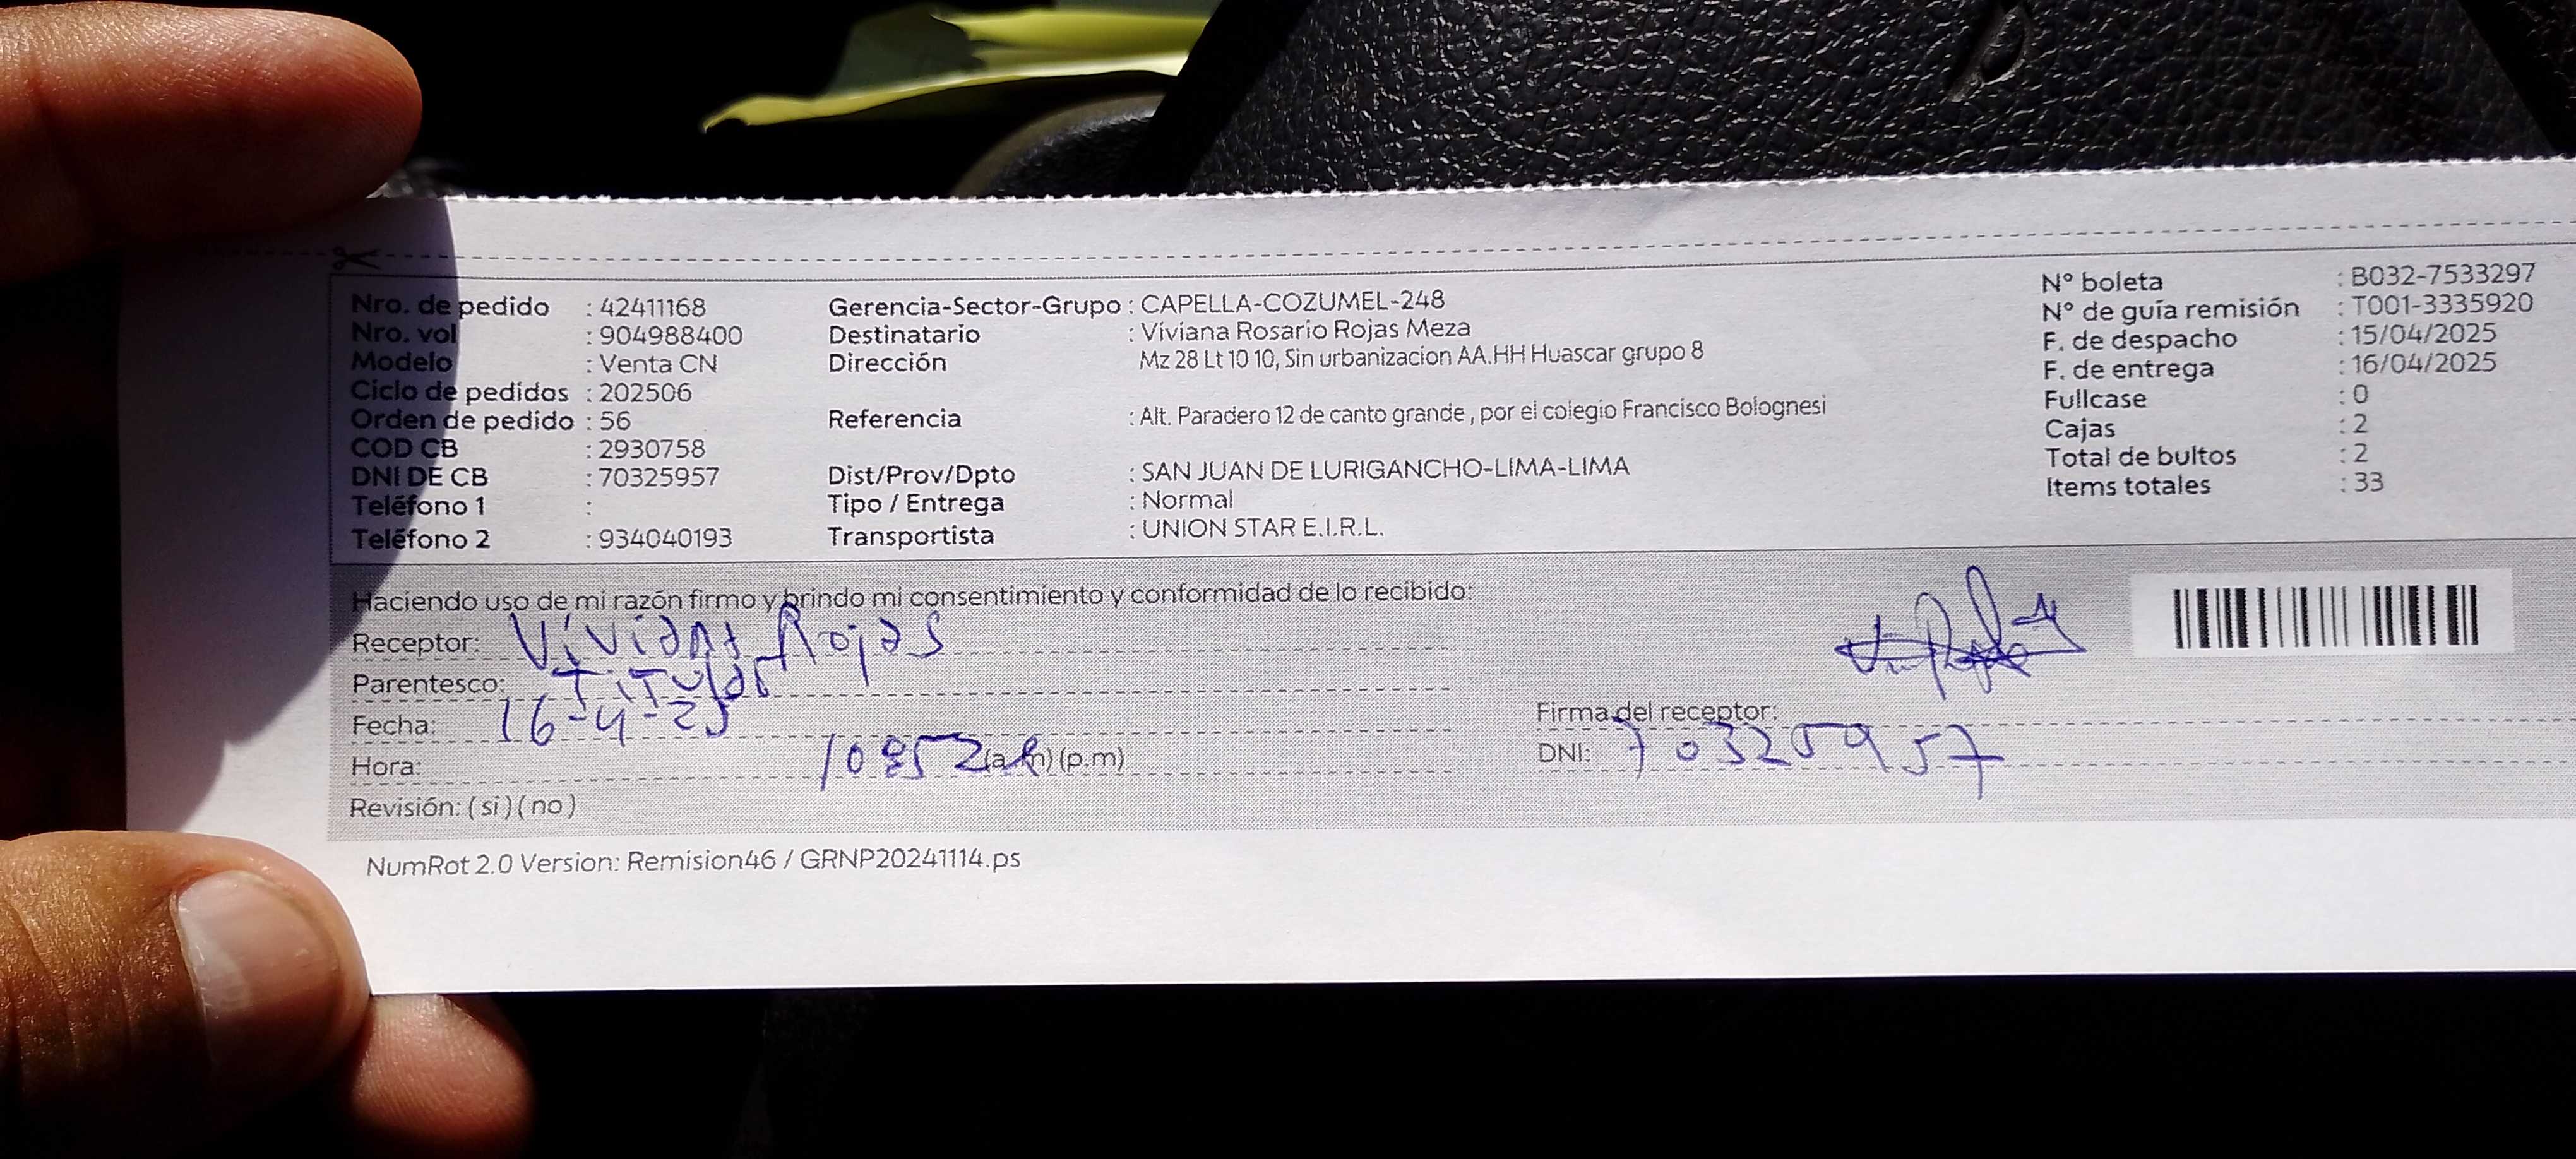 Nro. de pedido : 42411168
Nro. vol : 904988400
Modelo : Venta CN
Ciclo de pedidos : 202506
Orden de pedido : 56
COD CB : 2930758
DNI DE CB : 70325957
Teléfono 1 :
Teléfono 2 : 934040193
Gerencia-Sector-Grupo : CAPELLA-COZUMEL-248
Destinatario : Viviana Rosario Rojas Meza
Dirección Mz 28 Lt 10 10, Sin urbanizacion AA.HH Huascar grupo 8
Referencia : Alt. Paradero 12 de canto grande , por el colegio Francisco Bolognesi
Dist/Prov/Dpto : SAN JUAN DE LURIGANCHO-LIMA-LIMA
Tipo / Entrega : Normal
Transportista : UNION STAR E.I.R.L.
N° boleta : B032-7533297
N° de guía remisión : T001-3335920
F. de despacho : 15/04/2025
F. de entrega : 16/04/2025
Fullcase : 0
Cajas : 2
Total de bultos : 2
Items totales : 33
Haciendo uso de mi razón firmo y brindo mi consentimiento y conformidad de lo recibido:
Receptor: Viviana Rojas
Parentesco: Titular
Fecha: 16-4-25
Hora: (a.m) (p.m)
Revisión: ( si ) ( no )
Firma del receptor:
DNI: 70325957
NumRot 2.0 Version: Remision46 / GRNP20241114.ps